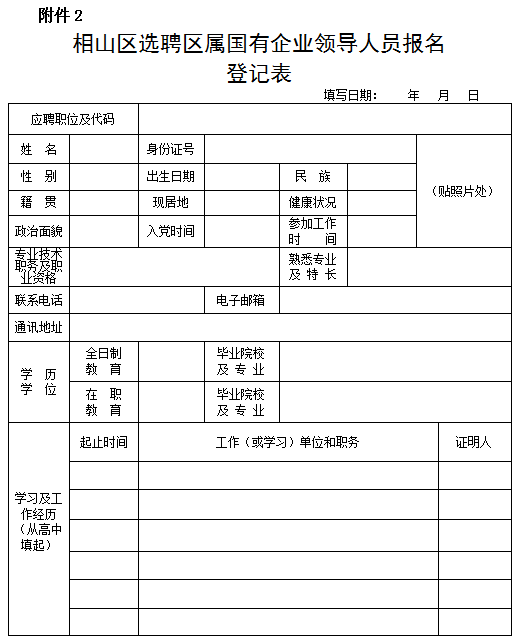 附件2
相山区选聘区属国有企业领导人员报名
登记表
填写日期： 年 月 日
应聘职位及代码
姓 名 身份证号
（贴照片处）
性 别 出生日期 民 族
籍 贯 现居地 健康状况
政治面貌 入党时间 参加工作
时 间
专业技术
职务及职
业资格
熟悉专业
及 特 长
联系电话 电子邮箱
通讯地址
学 历
学 位
全日制
教 育
毕业院校
及 专 业
在 职
教 育
毕业院校
及 专 业
学习及工
作经历
（从高中
填起）
起止时间 工作（或学习）单位和职务 证明人